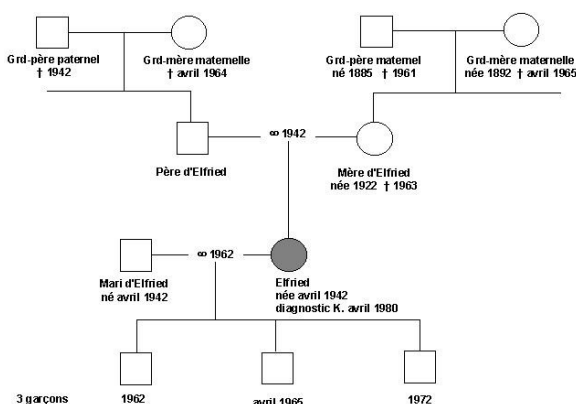 Grd-père paternel
† 1942
Grd-mère maternelle
† avril 1964
Grd-père maternel
né 1885 † 1961
Grd-mère maternelle
née 1892 † avril 1965
∞ 1942
Père d'Elfried
Mère d'Elfried
née 1922 † 1963
∞ 1962
Mari d'Elfried
né avril 1942
Elfried
née avril 1942
diagnostic K. avril 1980
3 garçons
1962
avril 1965
1972